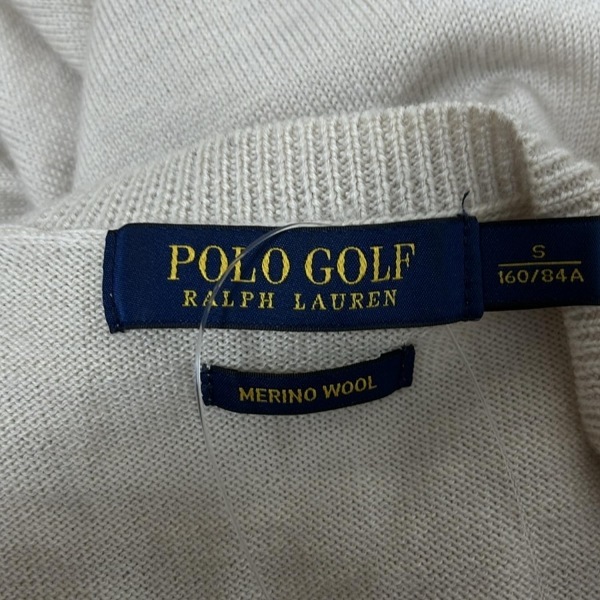 POLO GOLF
RALPH LAUREN
S
160/84A
MERINO WOOL